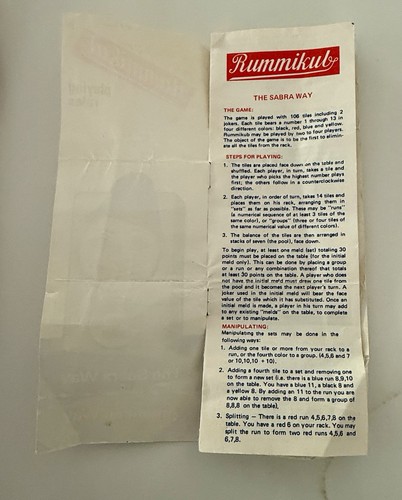 Rummikub
THE SABRA WAY
THE GAME:
The game is played with 106 tiles including 2
jokers. Each tile bears a number 1 through 13 in
four different colors: black, red, blue and yellow.
Rummikub may be played by two to four players.
The object of the game is to be the first to elimin-
ate all the tiles from the rack.
STEPS FOR PLAYING:
1. The tiles are placed face down on the table and
shuffled. Each player, in turn, takes a tile and
the player who picks the highest number plays
first; the others follow in a counterclockwise
direction.
2. Each player, in order of turn, takes 14 tiles and
places them on his rack, arranging them in
"sets" as far as possible. These may be "runs"
(a numerical sequence of at least 3 tiles of the
same color), or "groups" (three or four tiles of
the same numerical value of different colors).
3. The balance of the tiles are then arranged in
stacks of seven (the pool), face down.
To begin play, at least one meld (set) totaling 30
points must be placed on the table (for the initial
meld only). This can be done by placing a group
or a run or any combination thereof that totals
at least 30 points on the table. A player who does
not have the initial meld must draw one tile from
the pool and it becomes the next player's turn. A
joker used in the initial meld will bear the face
value of the tile which it has substituted. Once an
initial meld is made, a player in his turn may add
to any existing "melds" on the table, to complete
a set or to manipulate.
MANIPULATING:
Manipulating the sets may be done in the
following ways:
1. Adding one tile or more from your rack to a
run, or the fourth color to a group. (4,5,6 and 7
or 10,10,10 + 10).
2. Adding a fourth tile to a set and removing one
to form a new set (i.e. there is a blue run 8,9,10
on the table. You have a blue 11, a black 8 and
a yellow 8. By adding an 11 to the run you are
now able to remove the 8 and form a group of
8,8,8 on the table).
3. Splitting — There is a red run 4,5,6,7,8 on the
table. You have a red 6 on your rack. You may
split the run to form two red runs 4,5,6 and
6,7,8.